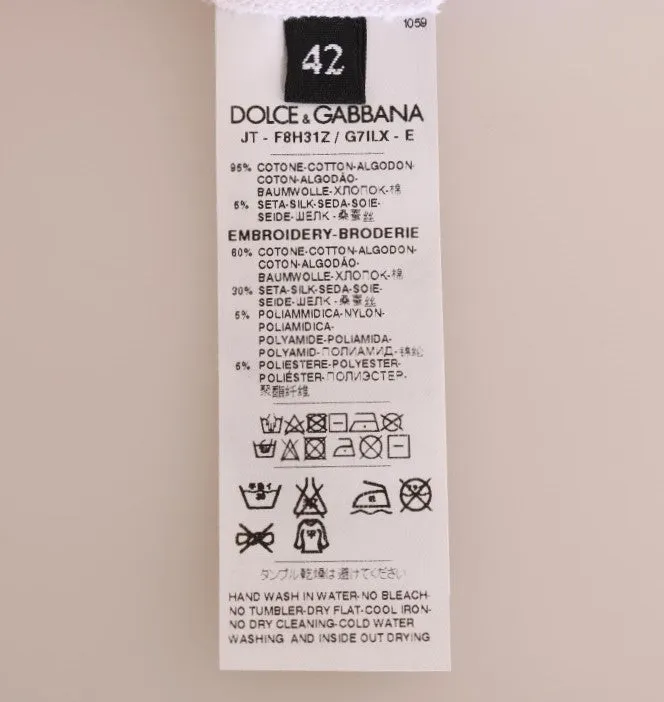 1059
42
DOLCE & GABBANA
JT - F8H31Z / G7ILX - E
95% COTONE-COTTON-ALGODON-
COTON-ALGODÃO-
BAUMWOLLE-ХЛОПОК-棉
5% SETA-SILK-SEDA-SOIE-
SEIDE-ШЕЛК-桑蚕丝
EMBROIDERY-BRODERIE
60% COTONE-COTTON-ALGODON-
COTON-ALGODÃO-
BAUMWOLLE-ХЛОПОК-棉
30% SETA-SILK-SEDA-SOIE-
SEIDE-ШЕЛК-桑蚕丝
5% POLIAMMIDICA-NYLON-
POLIAMIDICA-
POLYAMIDE-POLIAMIDA-
POLYAMID-ПОЛИАМИД-锦纶
5% POLIESTERE-POLYESTER-
POLIÉSTER-ПОЛИЭСТЕР-
聚酯纤维
手洗イ
30
タンブル乾燥は避けてください
HAND WASH IN WATER-NO BLEACH-
NO TUMBLER-DRY FLAT-COOL IRON-
NO DRY CLEANING-COLD WATER
WASHING AND INSIDE OUT DRYING